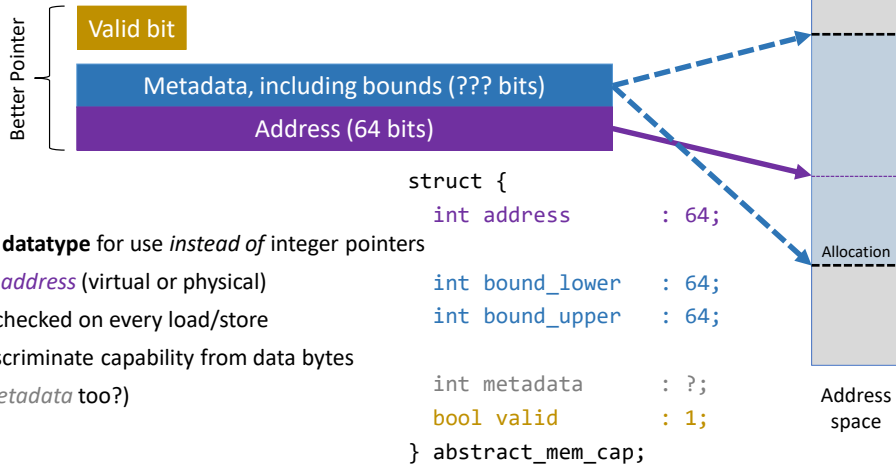 Better Pointer
Valid bit
Metadata, including bounds (??? bits)
Address (64 bits)
struct {
int address : 64;
datatype for use instead of integer pointers
address (virtual or physical)
int bound_lower : 64;
Allocation
checked on every load/store
int bound_upper : 64;
capability from data bytes
int metadata : ?;
too?)
bool valid : 1;
Address
space
} abstract_mem_cap;